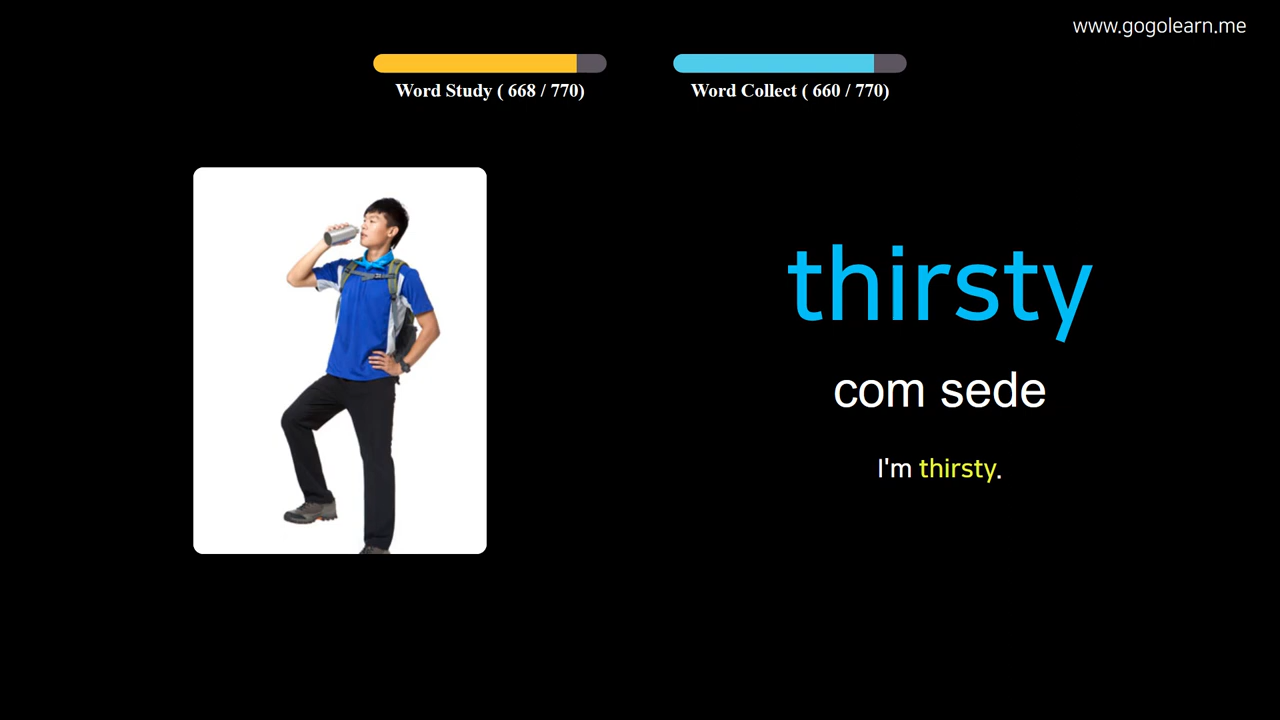 www.gogolearn.me
Word Study ( 668 / 770)
Word Collect ( 660 / 770)
thirsty
com sede
I'm thirsty.